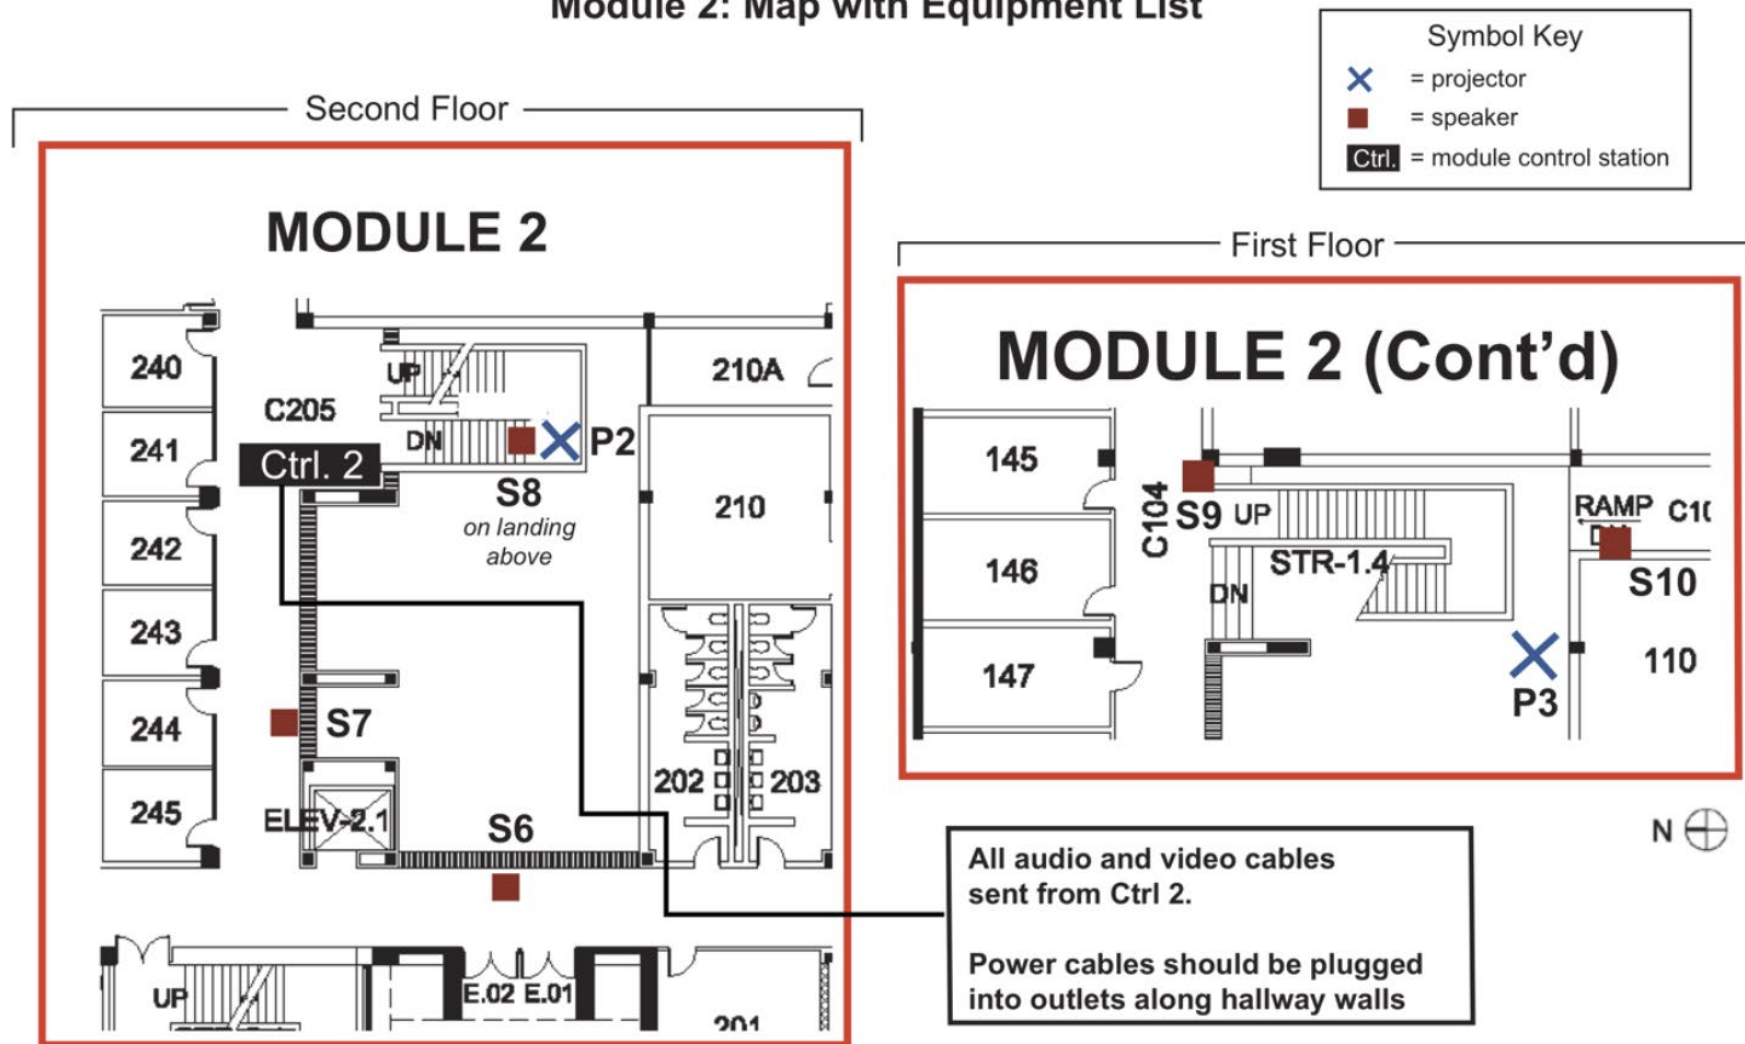 Module 2: Map with Equipment List
Symbol Key
= projector
= speaker
Ctrl. = module control station
Second Floor
MODULE 2
240
241
242
243
244
245
C205
UP
DN
Ctrl. 2
P2
S8
on landing
above
210A
210
S7
ELEV-2.1
S6
202
203
UP
E.02 E.01
201
First Floor
MODULE 2 (Cont'd)
145
146
147
C104
S9
UP
STR-1.4
DN
RAMP
S10
110
P3
N
All audio and video cables
sent from Ctrl 2.
Power cables should be plugged
into outlets along hallway walls